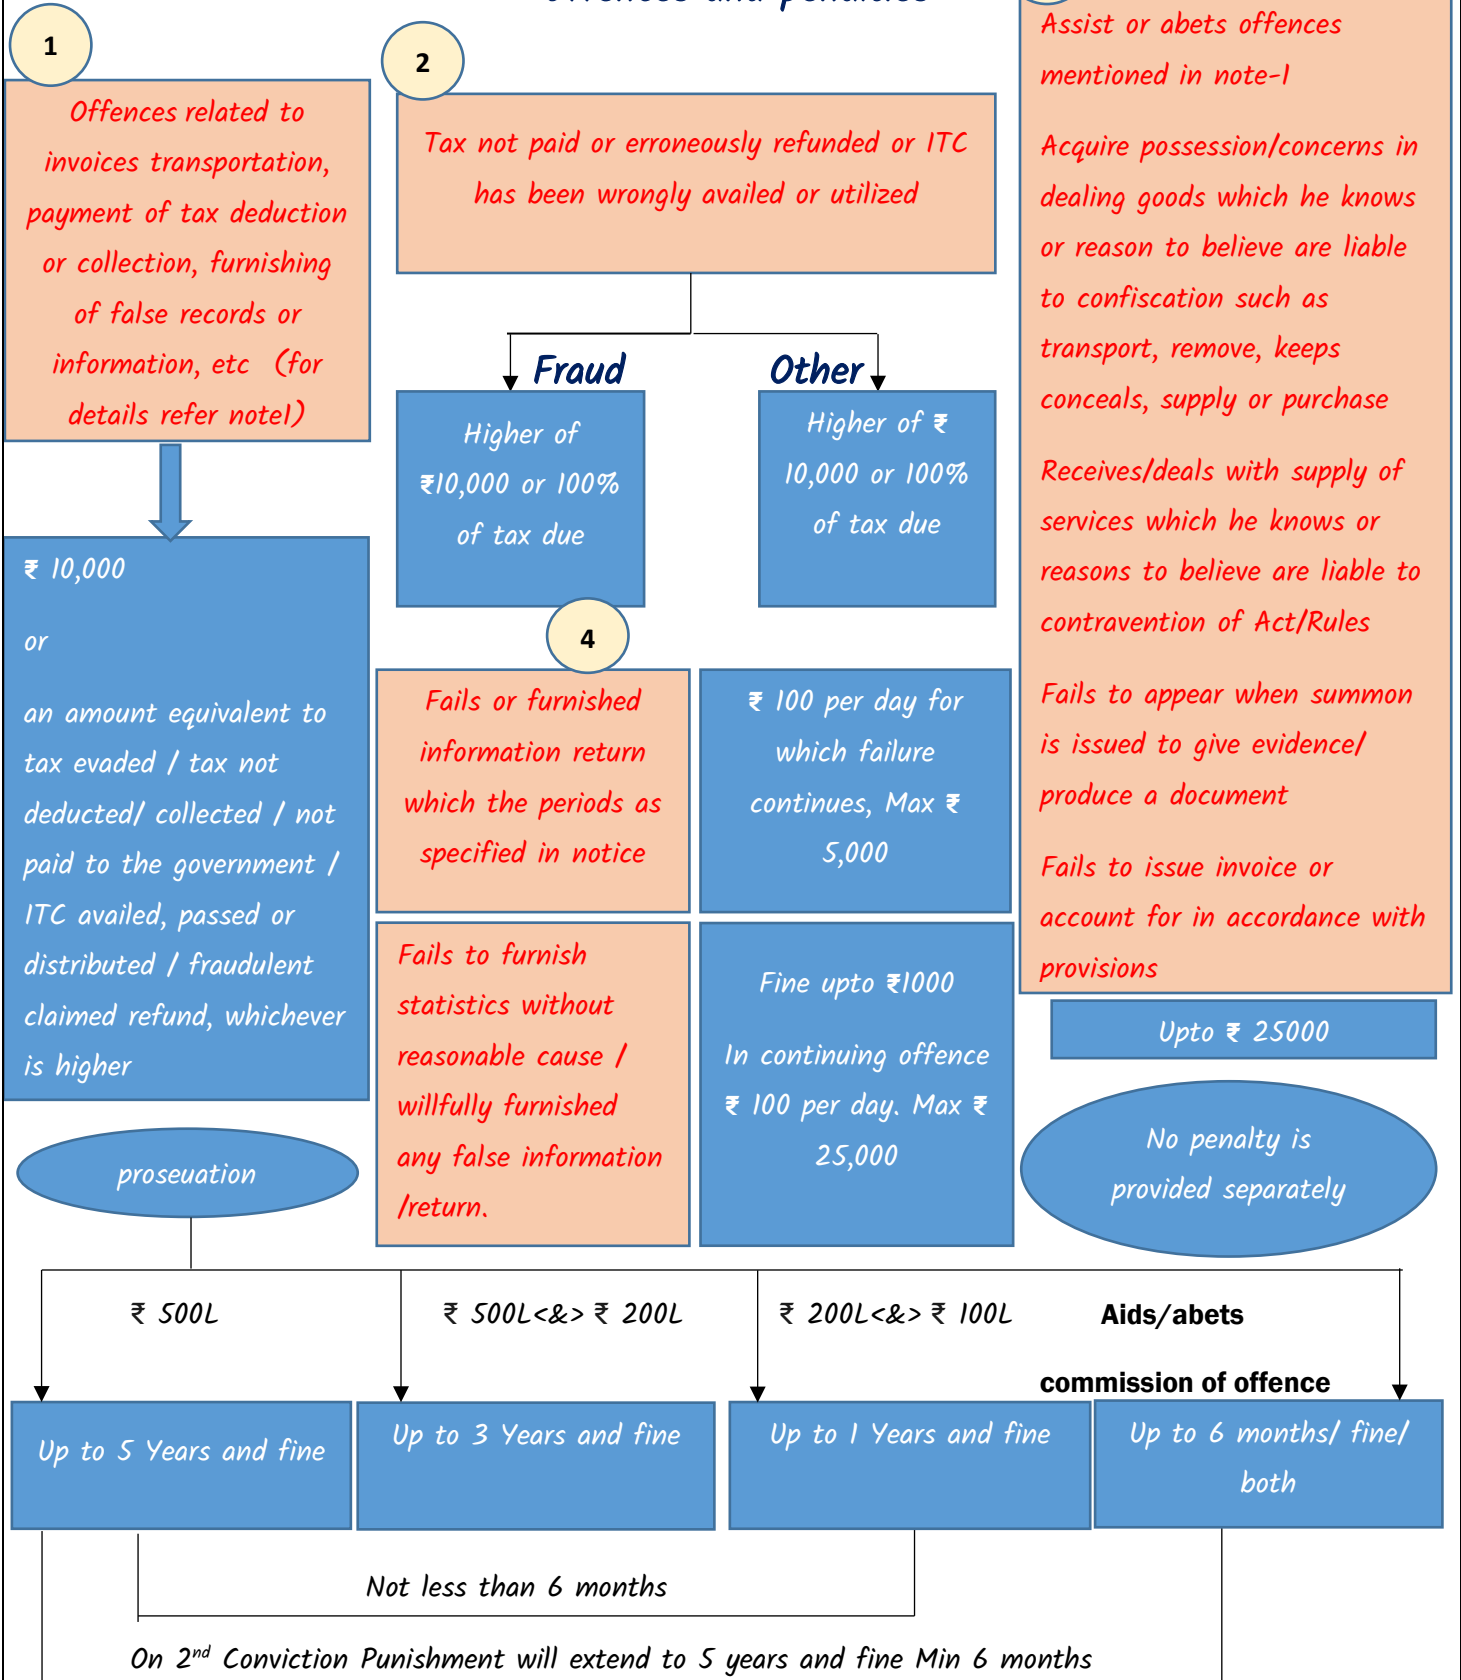 offences and penalties
1
Offences related to
invoices transportation,
payment of tax deduction
or collection, furnishing
of false records or
information, etc (for
details refer note1)
₹ 10,000
or
an amount equivalent to
tax evaded / tax not
deducted/ collected / not
paid to the government /
ITC availed, passed or
distributed / fraudulent
claimed refund, whichever
is higher
2
Tax not paid or erroneously refunded or ITC
has been wrongly availed or utilized
Fraud
Other
Higher of
₹10,000 or 100%
of tax due
Higher of ₹
10,000 or 100%
of tax due
4
Fails or furnished
information return
which the periods as
specified in notice
₹ 100 per day for
which failure
continues, Max ₹
5,000
Fails to furnish
statistics without
reasonable cause /
willfully furnished
any false information
/return.
Fine upto ₹1000
In continuing offence
₹ 100 per day. Max ₹
25,000
Assist or abets offences
mentioned in note-1
Acquire possession/concerns in
dealing goods which he knows
or reason to believe are liable
to confiscation such as
transport, remove, keeps
conceals, supply or purchase
Receives/deals with supply of
services which he knows or
reasons to believe are liable to
contravention of Act/Rules
Fails to appear when summon
is issued to give evidence/
produce a document
Fails to issue invoice or
account for in accordance with
provisions
Upto ₹ 25000
No penalty is
provided separately
proseuation
₹ 500L
₹ 500L<&> ₹ 200L
₹ 200L<&> ₹ 100L
Aids/abets
commission of offence
Up to 5 Years and fine
Up to 3 Years and fine
Up to 1 Years and fine
Up to 6 months/ fine/
both
Not less than 6 months
On 2nd Conviction Punishment will extend to 5 years and fine Min 6 months